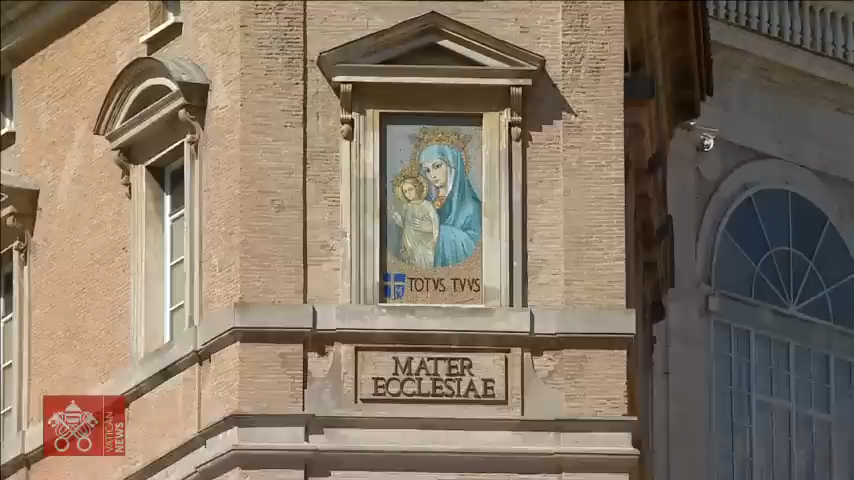 TOTVS TVVS
MATER
ECCLESIAE
VATICAN
NEWS